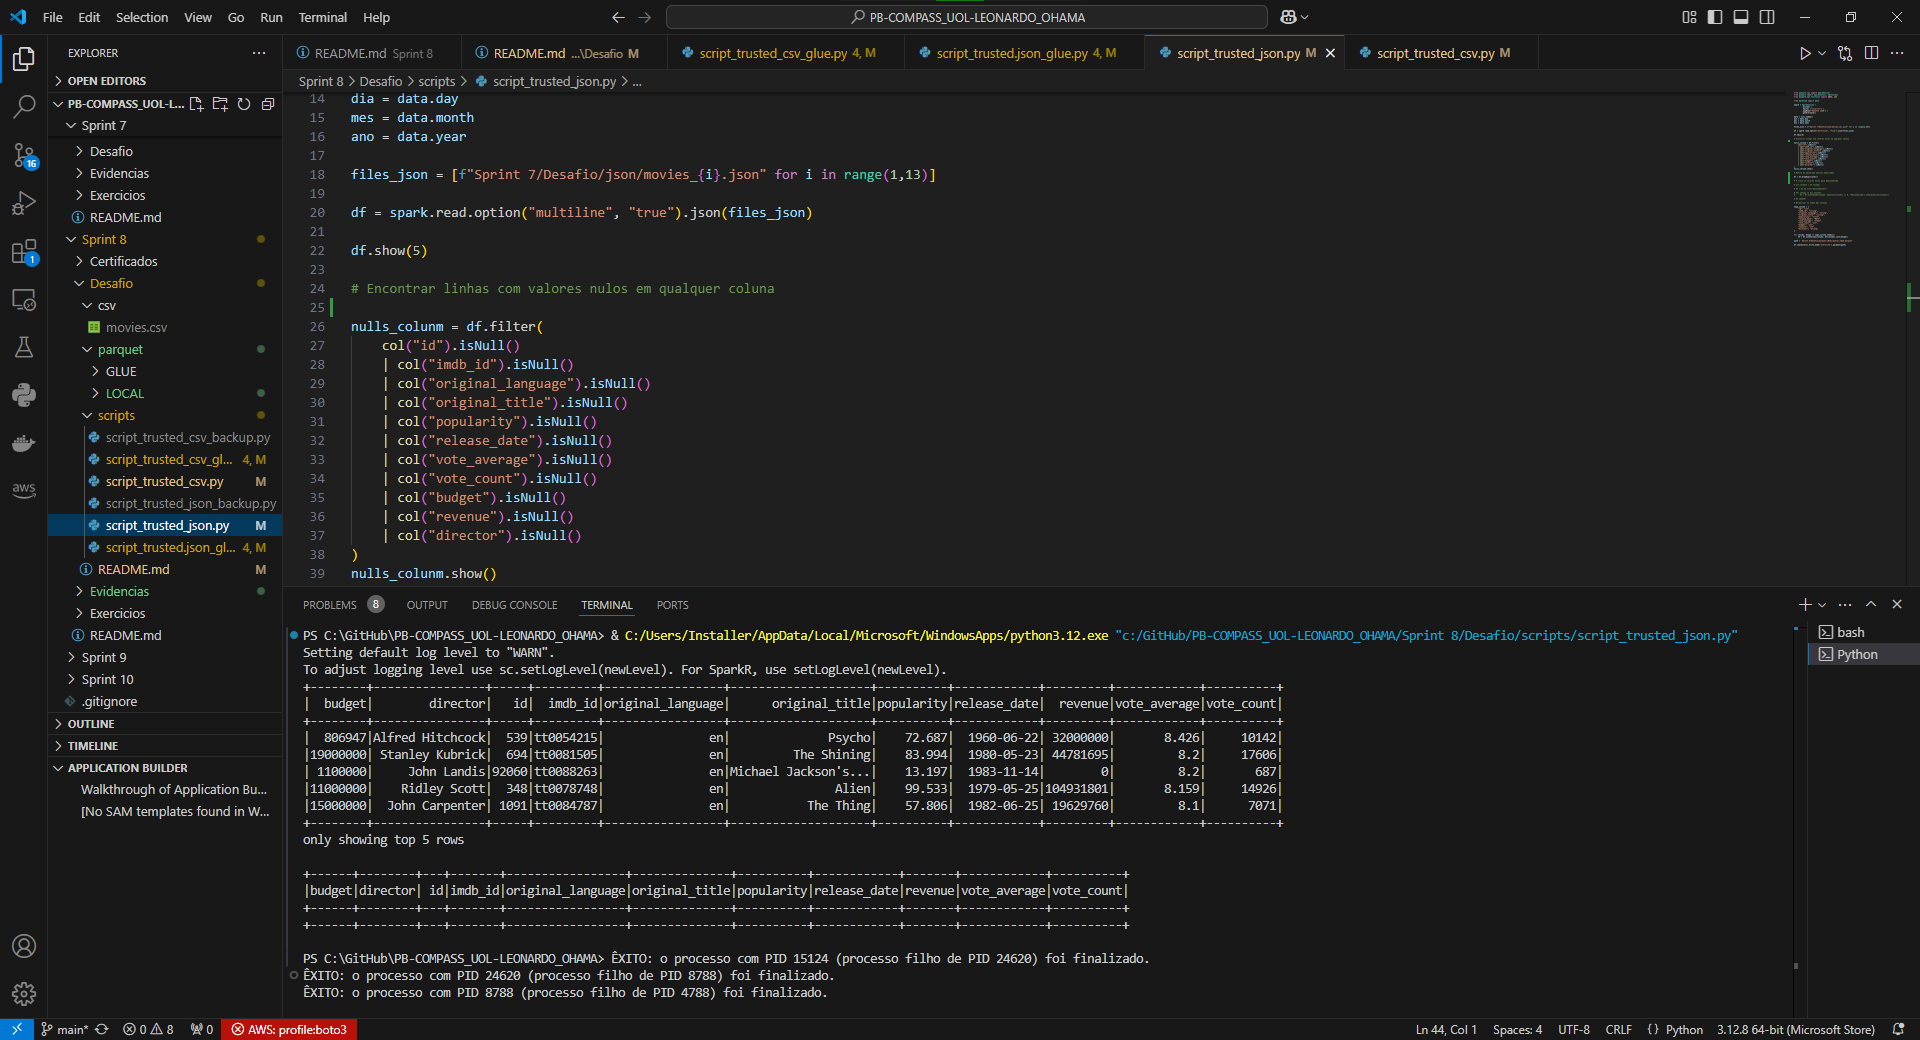 File Edit Selection View Go Run Terminal Help
PB-COMPASS_UOL-LEONARDO_OHAMA
EXPLORER
OPEN EDITORS
PB-COMPASS_UOL-L...
Sprint 7
Desafio
Evidencias
Exercicios
README.md
Sprint 8
Certificados
Desafio
csv
movies.csv
parquet
GLUE
LOCAL
scripts
script_trusted_csv_backup.py
script_trusted_csv_gl... 4, M
script_trusted_csv.py M
script_trusted_json_backup.py
script_trusted_json.py M
script_trusted.json_gl... 4, M
README.md M
Evidencias
Exercicios
README.md
Sprint 9
Sprint 10
.gitignore
OUTLINE
TIMELINE
APPLICATION BUILDER
Walkthrough of Application Bu...
[No SAM templates found in W...
16
1
aws
README.md Sprint 8
README.md ...\Desafio M
script_trusted_csv_glue.py 4, M
script_trusted.json_glue.py 4, M
script_trusted_json.py M
script_trusted_csv.py M
Sprint 8 > Desafio > scripts > script_trusted_json.py > ...
14 dia = data.day
15 mes = data.month
16 ano = data.year
17
18 files_json = [f"Sprint 7/Desafio/json/movies_{i}.json" for i in range(1,13)]
19
20 df = spark.read.option("multiline", "true").json(files_json)
21
22 df.show(5)
23
24 # Encontrar linhas com valores nulos em qualquer coluna
25
26 nulls_colunm = df.filter(
27 col("id").isNull()
28 | col("imdb_id").isNull()
29 | col("original_language").isNull()
30 | col("original_title").isNull()
31 | col("popularity").isNull()
32 | col("release_date").isNull()
33 | col("vote_average").isNull()
34 | col("vote_count").isNull()
35 | col("budget").isNull()
36 | col("revenue").isNull()
37 | col("director").isNull()
38 )
39 nulls_colunm.show()
PROBLEMS 8 OUTPUT DEBUG CONSOLE TERMINAL PORTS
bash
Python
PS C:\GitHub\PB-COMPASS_UOL-LEONARDO_OHAMA> & C:/Users/Installer/AppData/Local/Microsoft/WindowsApps/python3.12.exe "c:/GitHub/PB-COMPASS_UOL-LEONARDO_OHAMA/Sprint 8/Desafio/scripts/script_trusted_json.py"
Setting default log level to "WARN".
To adjust logging level use sc.setLogLevel(newLevel). For SparkR, use setLogLevel(newLevel).
+--------+----------------+-----+---------+-----------------+--------------------+----------+------------+---------+------------+----------+
| budget| director| id| imdb_id|original_language| original_title|popularity|release_date| revenue|vote_average|vote_count|
+--------+----------------+-----+---------+-----------------+--------------------+----------+------------+---------+------------+----------+
| 806947|Alfred Hitchcock| 539|tt0054215| en| Psycho| 72.687| 1960-06-22| 32000000| 8.426| 10142|
|19000000| Stanley Kubrick| 694|tt0081505| en| The Shining| 83.994| 1980-05-23| 44781695| 8.2| 17606|
| 1100000| John Landis|92060|tt0088263| en|Michael Jackson's...| 13.197| 1983-11-14| 0| 8.2| 687|
|11000000| Ridley Scott| 348|tt0078748| en| Alien| 99.533| 1979-05-25|104931801| 8.159| 14926|
|15000000| John Carpenter| 1091|tt0084787| en| The Thing| 57.806| 1982-06-25| 19629760| 8.1| 7071|
+--------+----------------+-----+---------+-----------------+--------------------+----------+------------+---------+------------+----------+
only showing top 5 rows
+------+--------+---+-------+-----------------+--------------+----------+------------+-------+------------+----------+
|budget|director| id|imdb_id|original_language|original_title|popularity|release_date|revenue|vote_average|vote_count|
+------+--------+---+-------+-----------------+--------------+----------+------------+-------+------------+----------+
+------+--------+---+-------+-----------------+--------------+----------+------------+-------+------------+----------+
PS C:\GitHub\PB-COMPASS_UOL-LEONARDO_OHAMA> ÊXITO: o processo com PID 15124 (processo filho de PID 24620) foi finalizado.
ÊXITO: o processo com PID 24620 (processo filho de PID 8788) foi finalizado.
ÊXITO: o processo com PID 8788 (processo filho de PID 4788) foi finalizado.
main* 0 8 0 AWS: profile:boto3 Ln 44, Col 1 Spaces: 4 UTF-8 CRLF {} Python 3.12.8 64-bit (Microsoft Store)